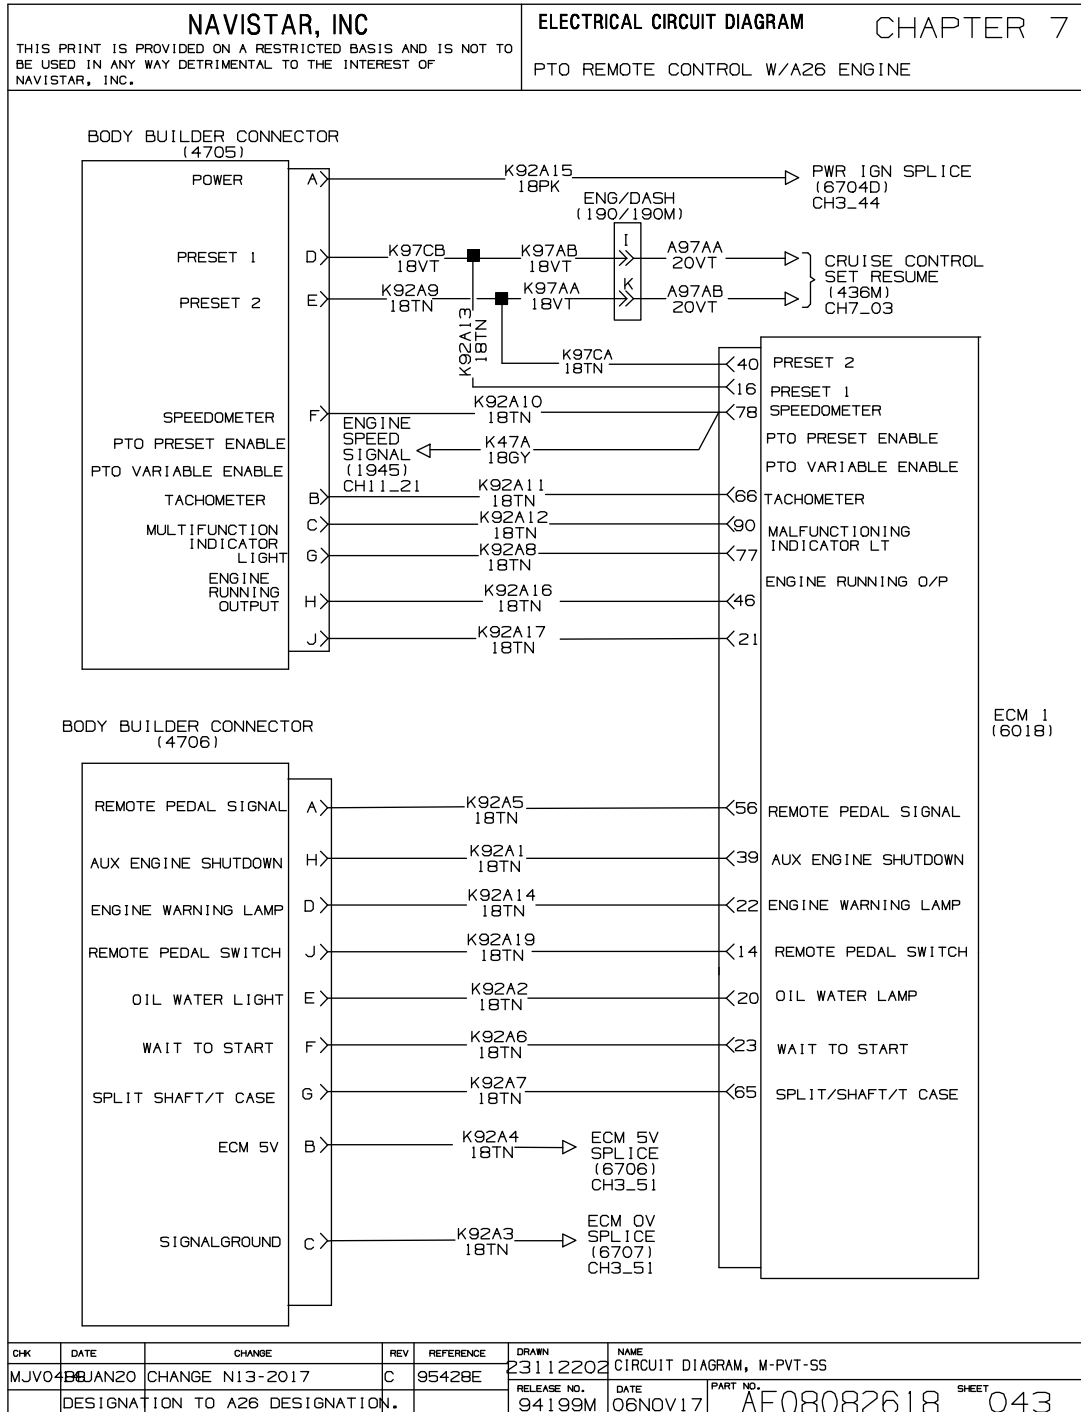 NAVISTAR, INC
THIS PRINT IS PROVIDED ON A RESTRICTED BASIS AND IS NOT TO
BE USED IN ANY WAY DETRIMENTAL TO THE INTEREST OF
NAVISTAR, INC.
ELECTRICAL CIRCUIT DIAGRAM
CHAPTER 7
PTO REMOTE CONTROL W/A26 ENGINE
BODY BUILDER CONNECTOR
(4705)
POWER
A
K92A15
18PK
PWR IGN SPLICE
(6704D)
CH3_44
ENG/DASH
(190/190M)
PRESET 1
D
K97CB
18VT
K97AB
18VT
I
A97AA
20VT
PRESET 2
E
K92A9
18TN
K97AA
18VT
K
A97AB
20VT
CRUISE CONTROL
SET RESUME
(436M)
CH7_03
K92A13
18TN
K97CA
18TN
40
PRESET 2
16
PRESET 1
SPEEDOMETER
F
K92A10
18TN
78
SPEEDOMETER
ENGINE
SPEED
SIGNAL
(1945)
CH11_21
K47A
18GY
PTO PRESET ENABLE
PTO PRESET ENABLE
PTO VARIABLE ENABLE
PTO VARIABLE ENABLE
TACHOMETER
B
K92A11
18TN
66
TACHOMETER
MULTIFUNCTION
INDICATOR
LIGHT
C
K92A12
18TN
90
MALFUNCTIONING
INDICATOR LT
G
K92A8
18TN
77
ENGINE
RUNNING
OUTPUT
H
K92A16
18TN
46
ENGINE RUNNING O/P
J
K92A17
18TN
21
ECM 1
(6018)
BODY BUILDER CONNECTOR
(4706)
REMOTE PEDAL SIGNAL
A
K92A5
18TN
56
REMOTE PEDAL SIGNAL
AUX ENGINE SHUTDOWN
H
K92A1
18TN
39
AUX ENGINE SHUTDOWN
ENGINE WARNING LAMP
D
K92A14
18TN
22
ENGINE WARNING LAMP
REMOTE PEDAL SWITCH
J
K92A19
18TN
14
REMOTE PEDAL SWITCH
OIL WATER LIGHT
E
K92A2
18TN
20
OIL WATER LAMP
WAIT TO START
F
K92A6
18TN
23
WAIT TO START
SPLIT SHAFT/T CASE
G
K92A7
18TN
65
SPLIT/SHAFT/T CASE
ECM 5V
B
K92A4
18TN
ECM 5V
SPLICE
(6706)
CH3_51
SIGNALGROUND
C
K92A3
18TN
ECM 0V
SPLICE
(6707)
CH3_51
CHK DATE CHANGE REV REFERENCE DRAWN NAME
JAN20 CHANGE N13-2017 C 95428E 23112202 CIRCUIT DIAGRAM, M-PVT-SS
DESIGNATION TO A26 DESIGNATION.
RELEASE NO. DATE PART NO. SHEET
94199M 06NOV17 AE08082618 043